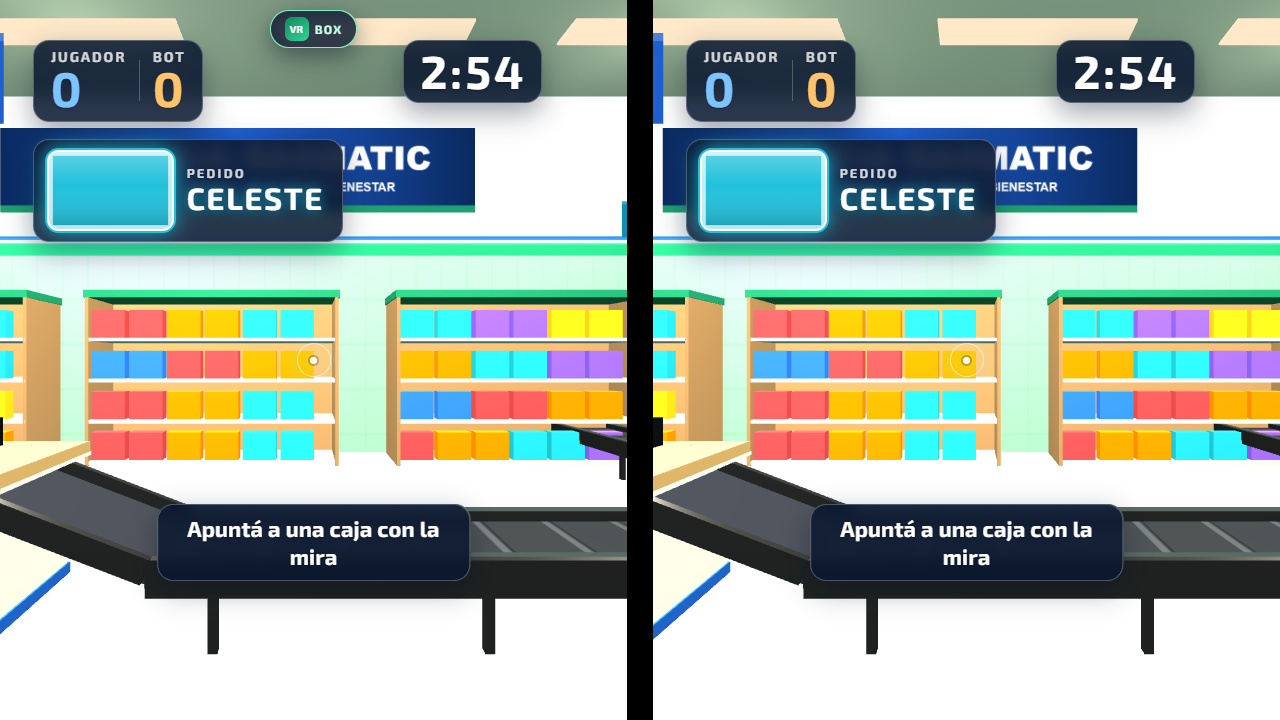 VR BOX
JUGADOR BOT
0 0
2:54
MATIC
ENESTAR
PEDIDO
CELESTE
Apuntá a una caja con la
mira
JUGADOR BOT
0 0
2:54
MATIC
BIENESTAR
PEDIDO
CELESTE
Apuntá a una caja con la
mira